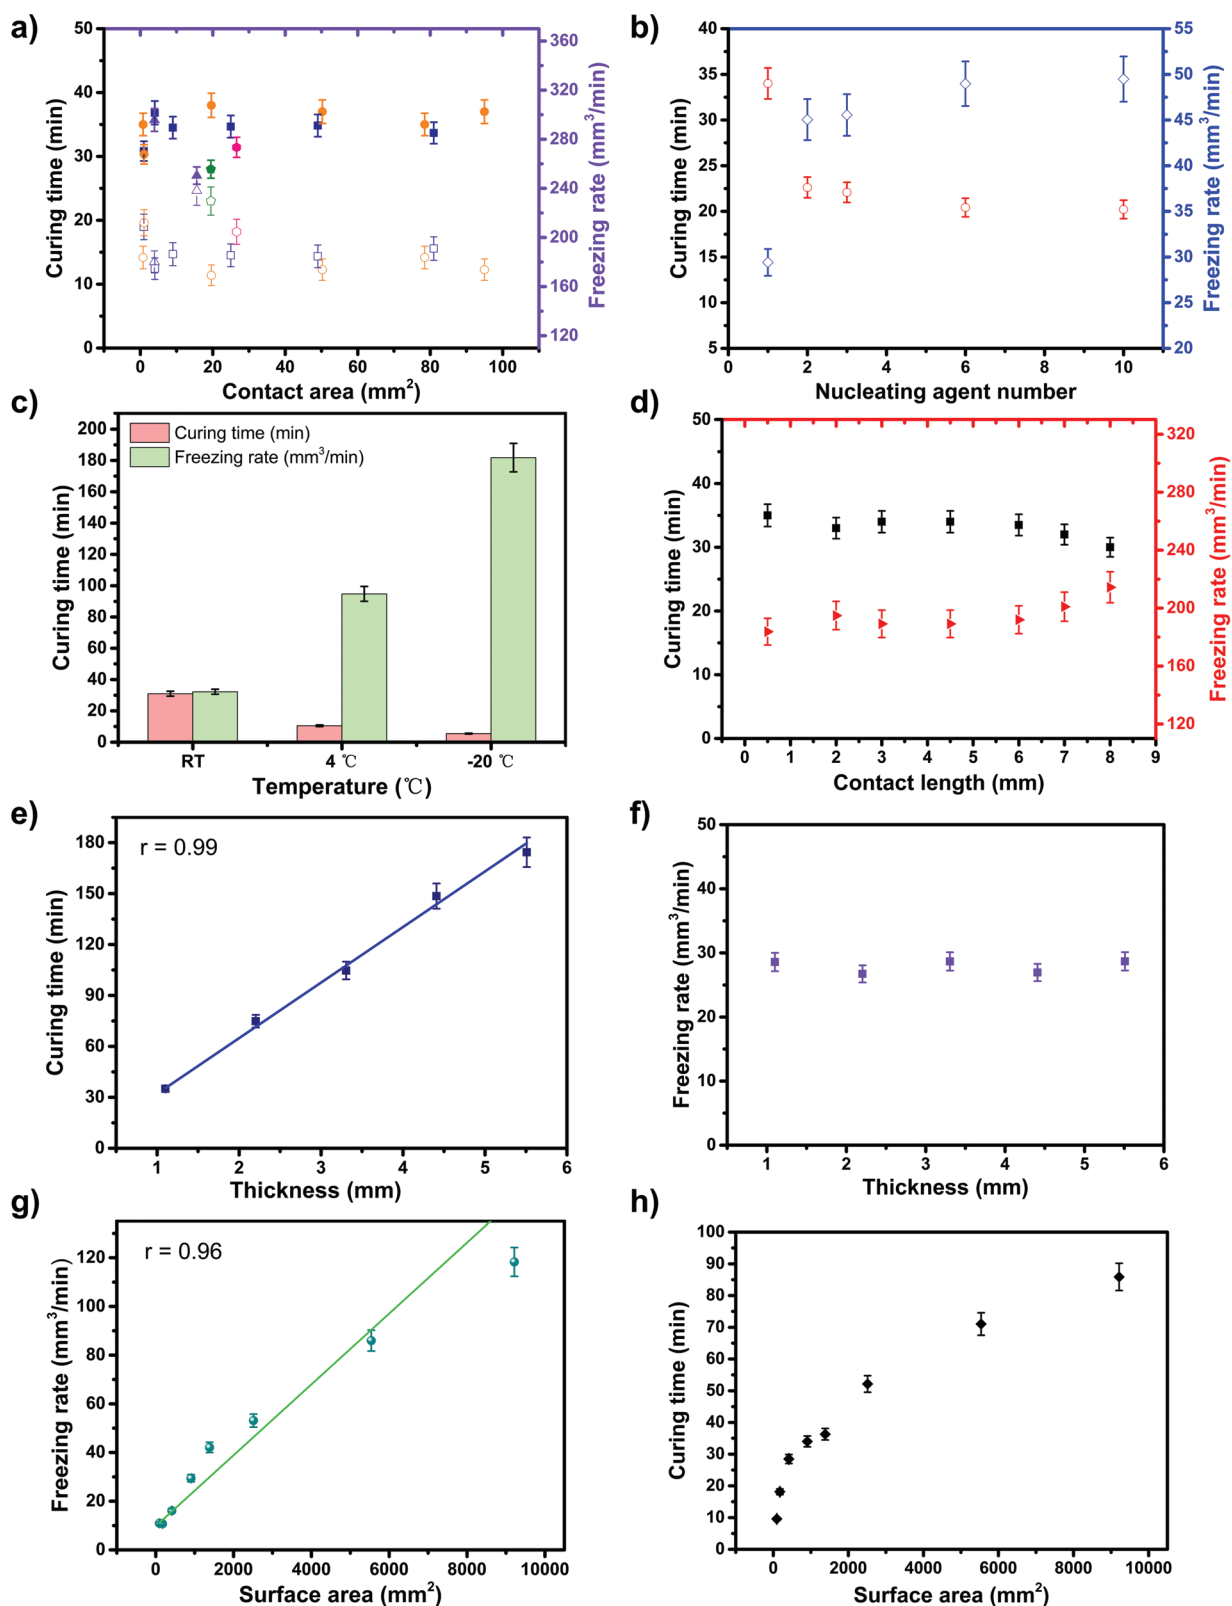 a)
50
40
30
20
10
0
Curing time (min)
0 20 40 60 80 100
Contact area (mm²)
360
320
280
240
200
160
120
Freezing rate (mm³/min)
b)
40
35
30
25
20
15
10
5
Curing time (min)
0 2 4 6 8 10
Nucleating agent number
55
50
45
40
35
30
25
20
Freezing rate (mm³/min)
c)
Curing time (min)
Freezing rate (mm³/min)
200
180
160
140
120
100
80
60
40
20
0
Curing time (min)
RT 4 ℃ -20 ℃
Temperature (℃)
d)
50
40
30
20
10
0
Curing time (min)
0 1 2 3 4 5 6 7 8 9
Contact length (mm)
320
280
240
200
160
120
Freezing rate (mm³/min)
e)
r = 0.99
180
150
120
90
60
30
0
Curing time (min)
1 2 3 4 5 6
Thickness (mm)
f)
50
40
30
20
10
0
Freezing rate (mm³/min)
1 2 3 4 5 6
Thickness (mm)
g)
r = 0.96
120
100
80
60
40
20
0
Freezing rate (mm³/min)
0 2000 4000 6000 8000 10000
Surface area (mm²)
h)
100
90
80
70
60
50
40
30
20
10
0
Curing time (min)
0 2000 4000 6000 8000 10000
Surface area (mm²)